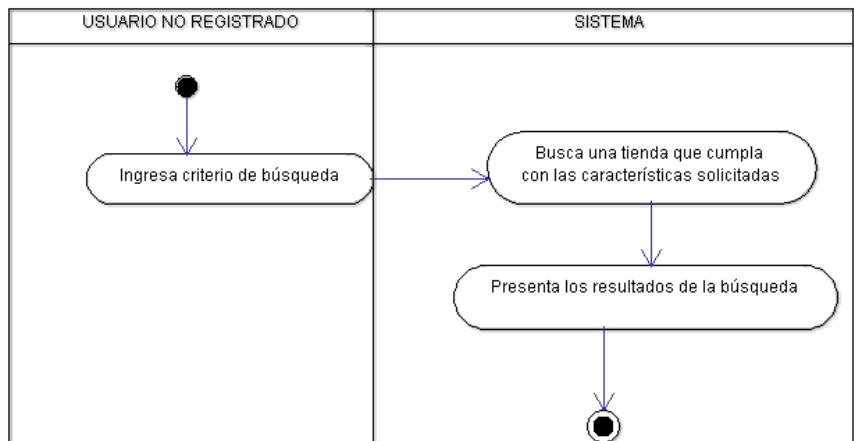 USUARIO NO REGISTRADO
SISTEMA
Ingresa criterio de búsqueda
Busca una tienda que cumpla
con las características solicitadas
Presenta los resultados de la búsqueda